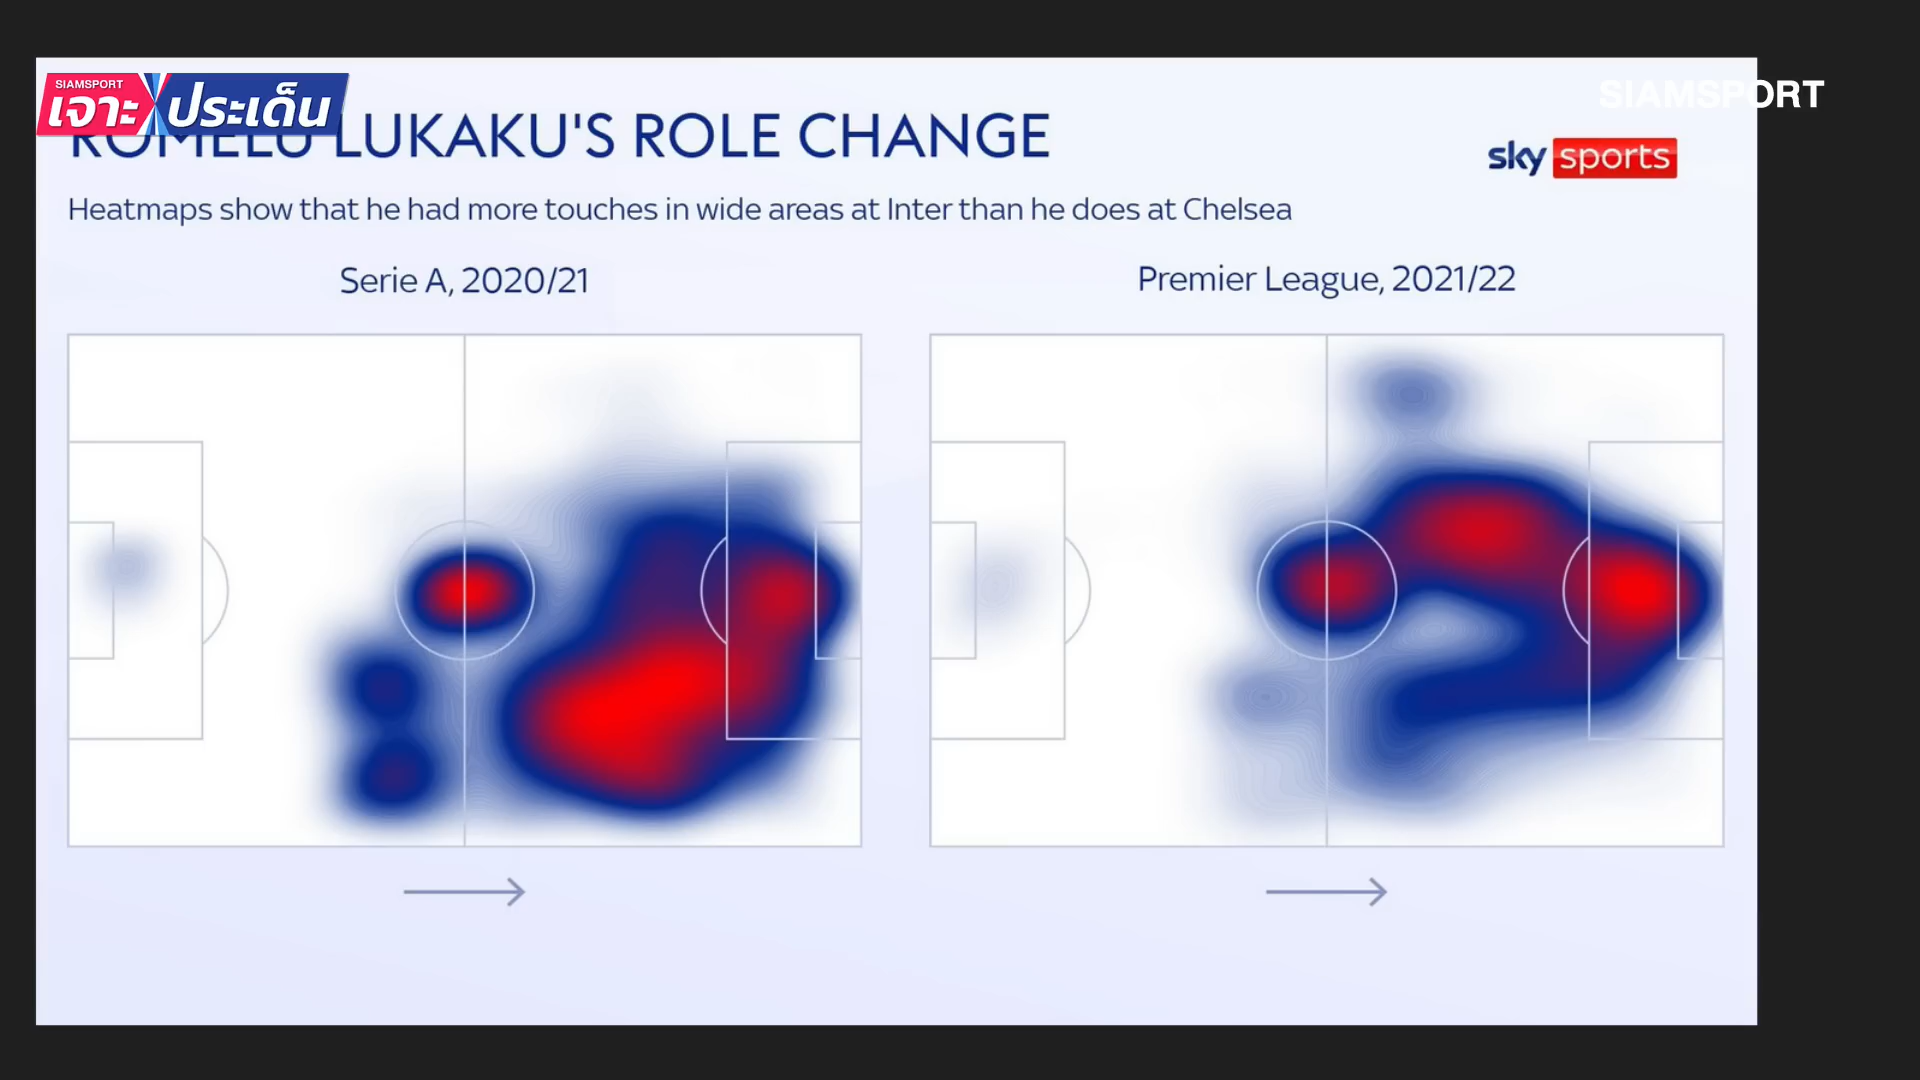 SIAMSPORT
เจาะ ประเด็น
SIAMSPORT
ROMELU LUKAKU'S ROLE CHANGE
sky sports
Heatmaps show that he had more touches in wide areas at Inter than he does at Chelsea
Serie A, 2020/21
Premier League, 2021/22